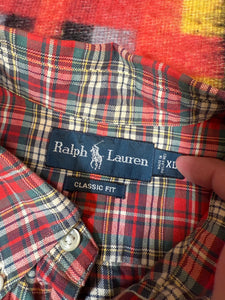 Ralph Lauren
XL
CLASSIC FIT